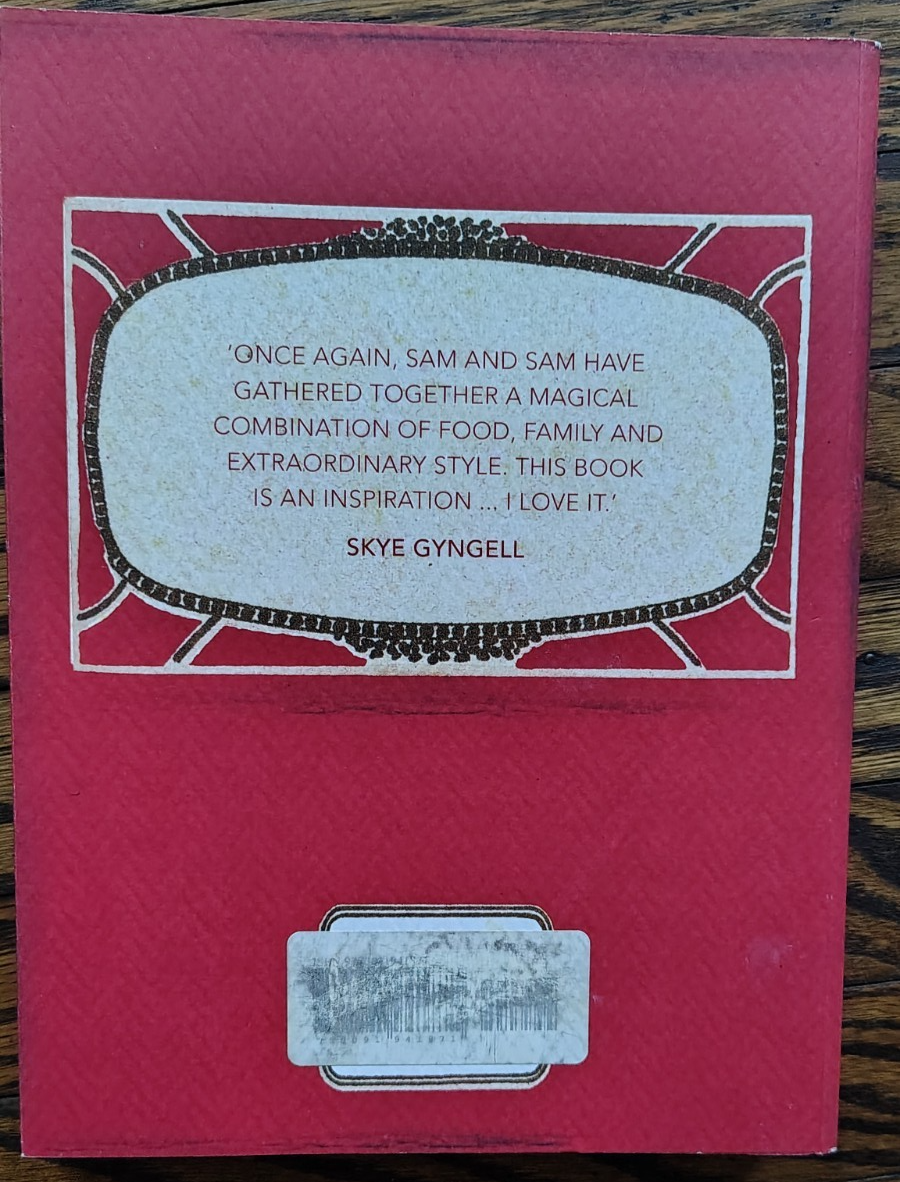 'ONCE AGAIN, SAM AND SAM HAVE
GATHERED TOGETHER A MAGICAL
COMBINATION OF FOOD, FAMILY AND
EXTRAORDINARY STYLE. THIS BOOK
IS AN INSPIRATION ... I LOVE IT.'
SKYE GYNGELL